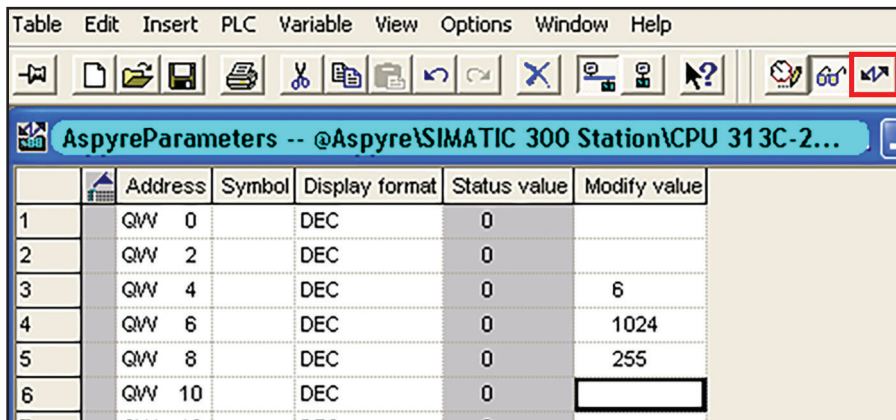 Table Edit Insert PLC Variable View Options Window Help
AspyreParameters -- @Aspyre\SIMATIC 300 Station\CPU 313C-2...
Address Symbol Display format Status value Modify value
1 QW 0 DEC 0
2 QW 2 DEC 0
3 QW 4 DEC 0 6
4 QW 6 DEC 0 1024
5 QW 8 DEC 0 255
6 QW 10 DEC 0